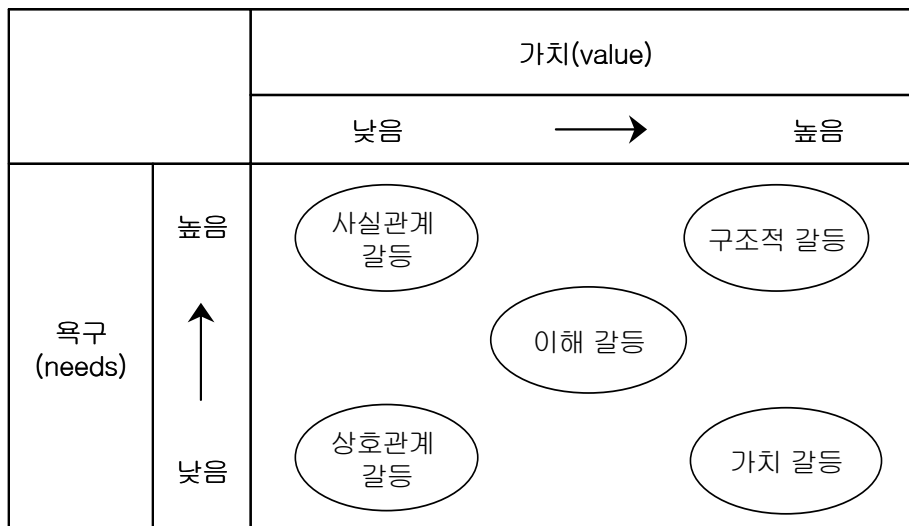 가치(value)
낮음
높음
욕구
(needs)
높음
낮음
사실관계
갈등
구조적 갈등
이해 갈등
상호관계
갈등
가치 갈등